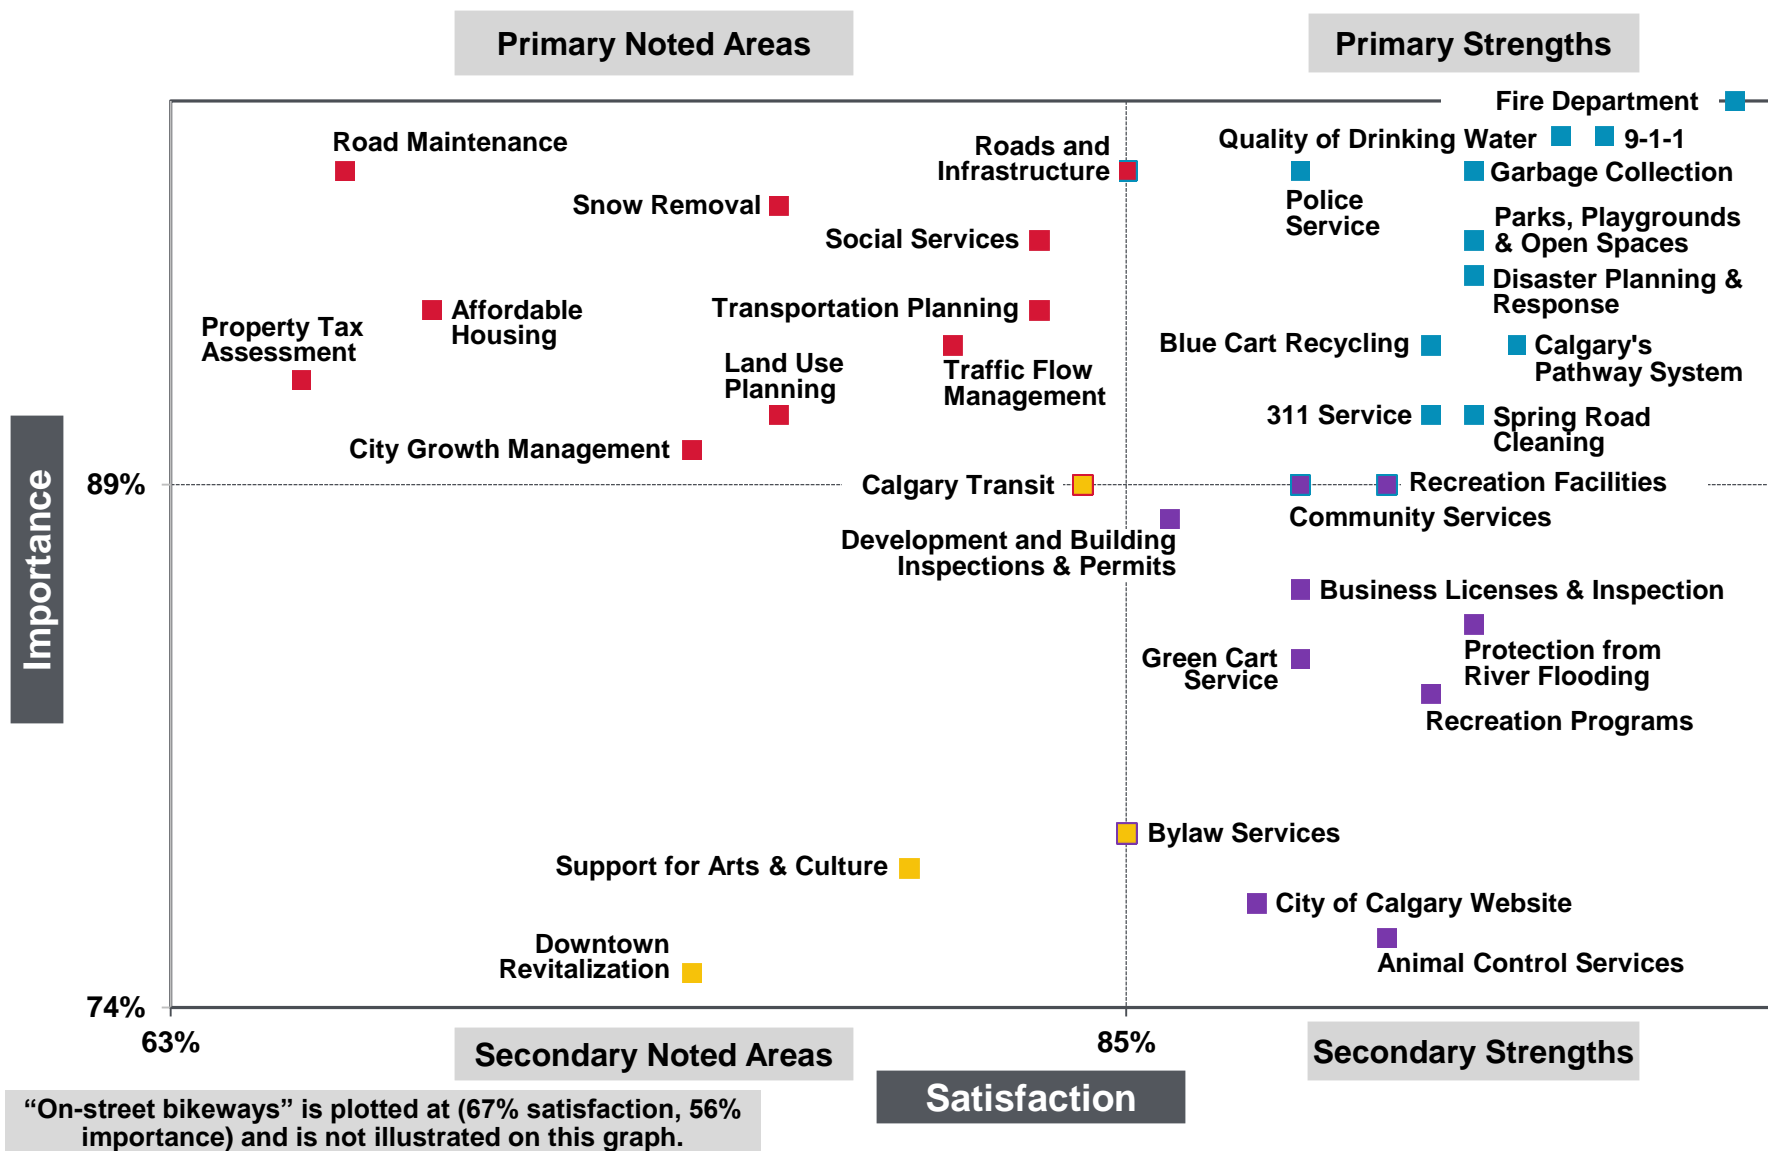 Primary Noted Areas
Primary Strengths
Fire Department
Road Maintenance
Roads and
Infrastructure
Quality of Drinking Water
9-1-1
Garbage Collection
Snow Removal
Police
Service
Parks, Playgrounds
& Open Spaces
Social Services
Disaster Planning &
Response
Affordable
Housing
Transportation Planning
Property Tax
Assessment
Blue Cart Recycling
Calgary's
Pathway System
Land Use
Planning
Traffic Flow
Management
311 Service
Spring Road
Cleaning
City Growth Management
Importance
89%
Calgary Transit
Recreation Facilities
Community Services
Development and Building
Inspections & Permits
Business Licenses & Inspection
Green Cart
Service
Protection from
River Flooding
Recreation Programs
Bylaw Services
Support for Arts & Culture
City of Calgary Website
Downtown
Revitalization
Animal Control Services
74%
63%
85%
Secondary Noted Areas
Secondary Strengths
Satisfaction
“On-street bikeways” is plotted at (67% satisfaction, 56%
importance) and is not illustrated on this graph.